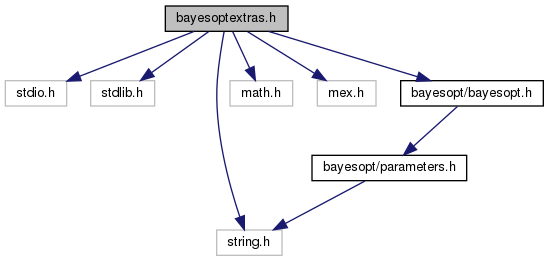 bayesoptextras.h
stdio.h
stdlib.h
math.h
mex.h
bayesopt/bayesopt.h
bayesopt/parameters.h
string.h